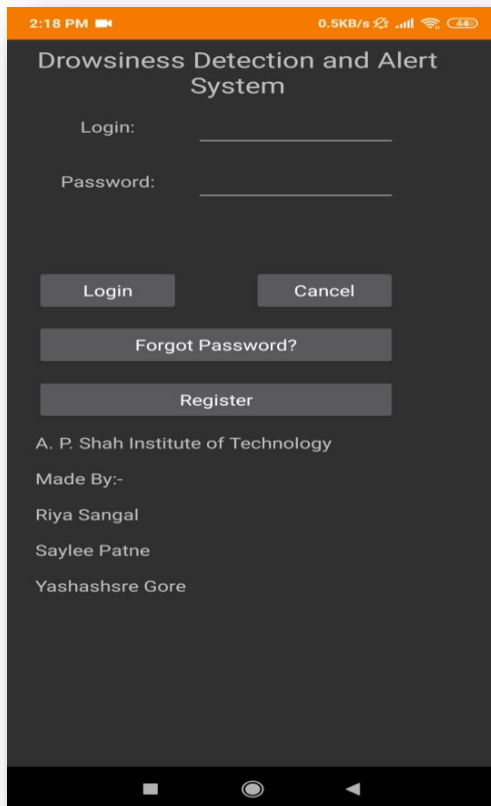 2:18 PM 0.5KB/s 44
Drowsiness Detection and Alert
System
Login:
Password:
Login Cancel
Forgot Password?
Register
A. P. Shah Institute of Technology
Made By:-
Riya Sangal
Saylee Patne
Yashashsre Gore